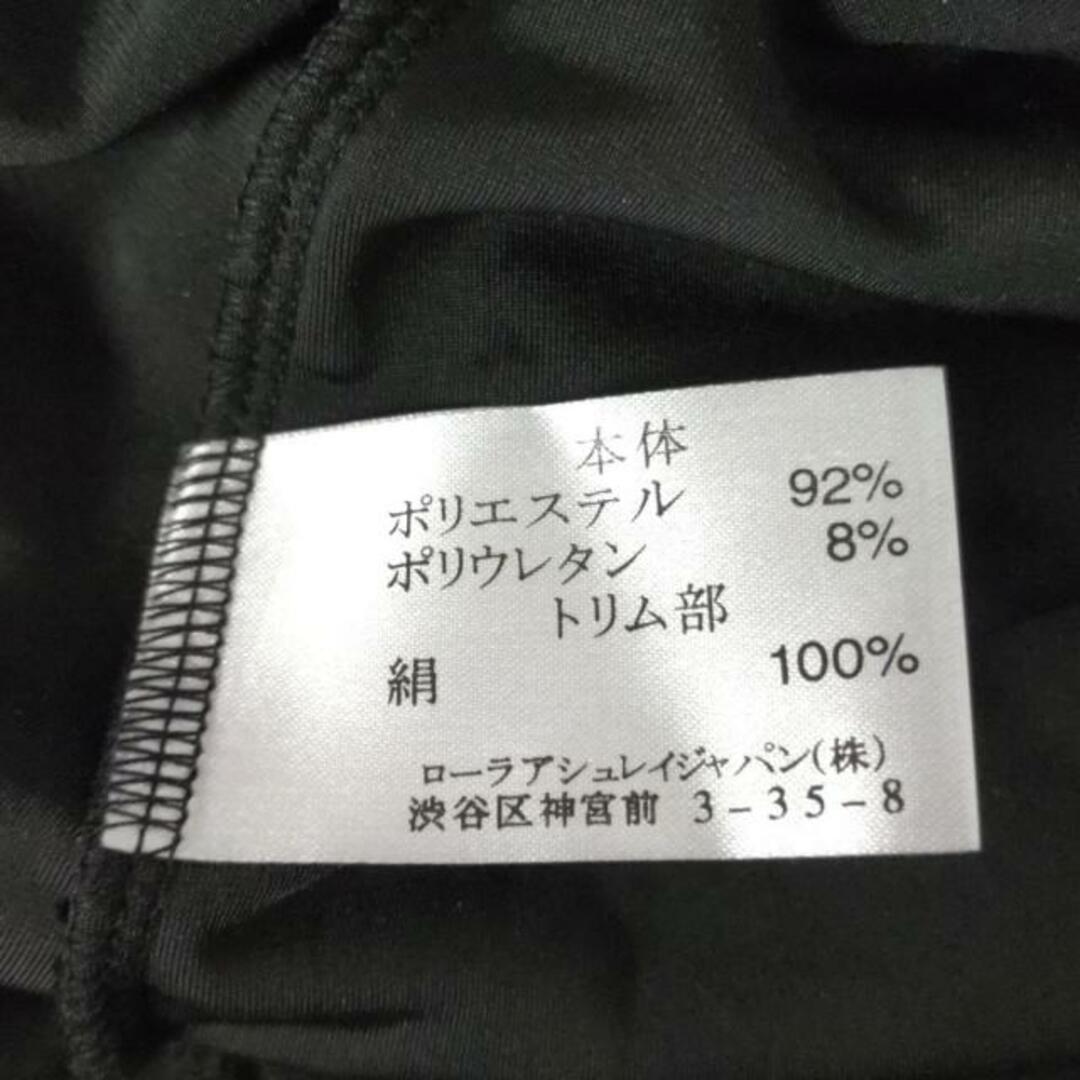 本体
ポリエステル 92%
ポリウレタン 8%
トリム部
絹 100%
ローラアシュレイジャパン(株)
渋谷区神宮前 3-35-8